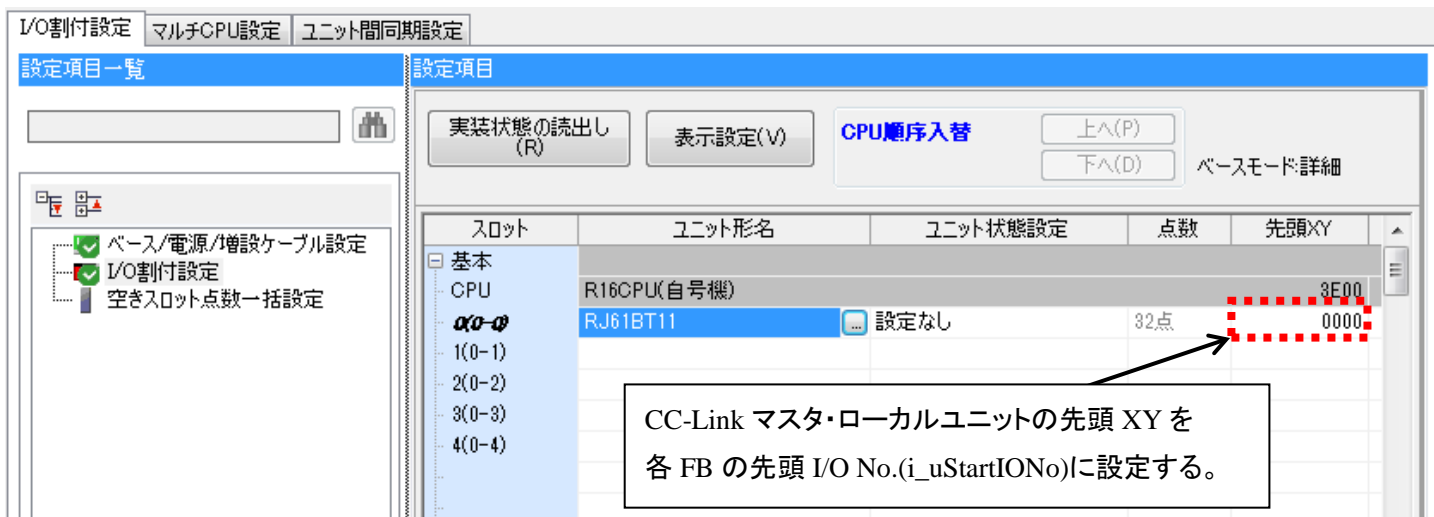 I/O割付設定 マルチCPU設定 ユニット間同期設定
設定項目一覧
設定項目
実装状態の読出し(R)
表示設定(V)
CPU順序入替
上へ(P)
下へ(D)
ベースモード:詳細
ベース/電源/増設ケーブル設定
I/O割付設定
空きスロット点数一括設定
スロット ユニット形名 ユニット状態設定 点数 先頭XY
基本
CPU R16CPU(自号機) 3E00
0(0-0) RJ61BT11 ... 設定なし 32点 0000
1(0-1)
2(0-2)
3(0-3)
4(0-4)
CC-Link マスタ・ローカルユニットの先頭 XY を
各 FB の先頭 I/O No.(i_uStartIONo)に設定する。